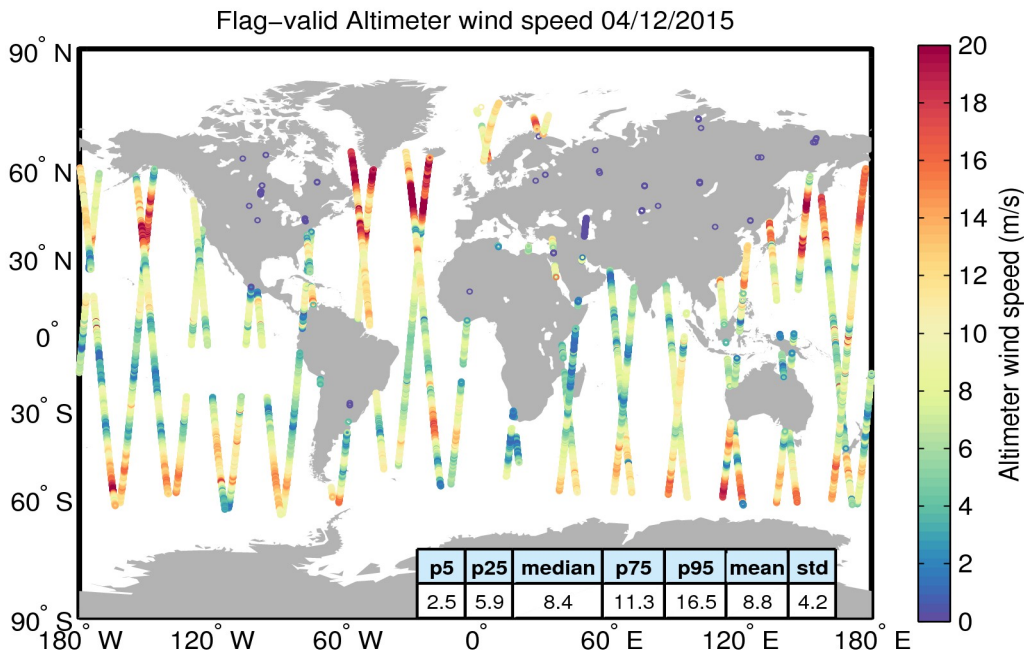 Flag−valid Altimeter wind speed 04/12/2015
90° N
60° N
30° N
0°
30° S
60° S
90° S
180° W
120° W
60° W
0°
60° E
120° E
180° E
p5 p25 median p75 p95 mean std
2.5 5.9 8.4 11.3 16.5 8.8 4.2
20
18
16
14
12
10
8
6
4
2
0
Altimeter wind speed (m/s)